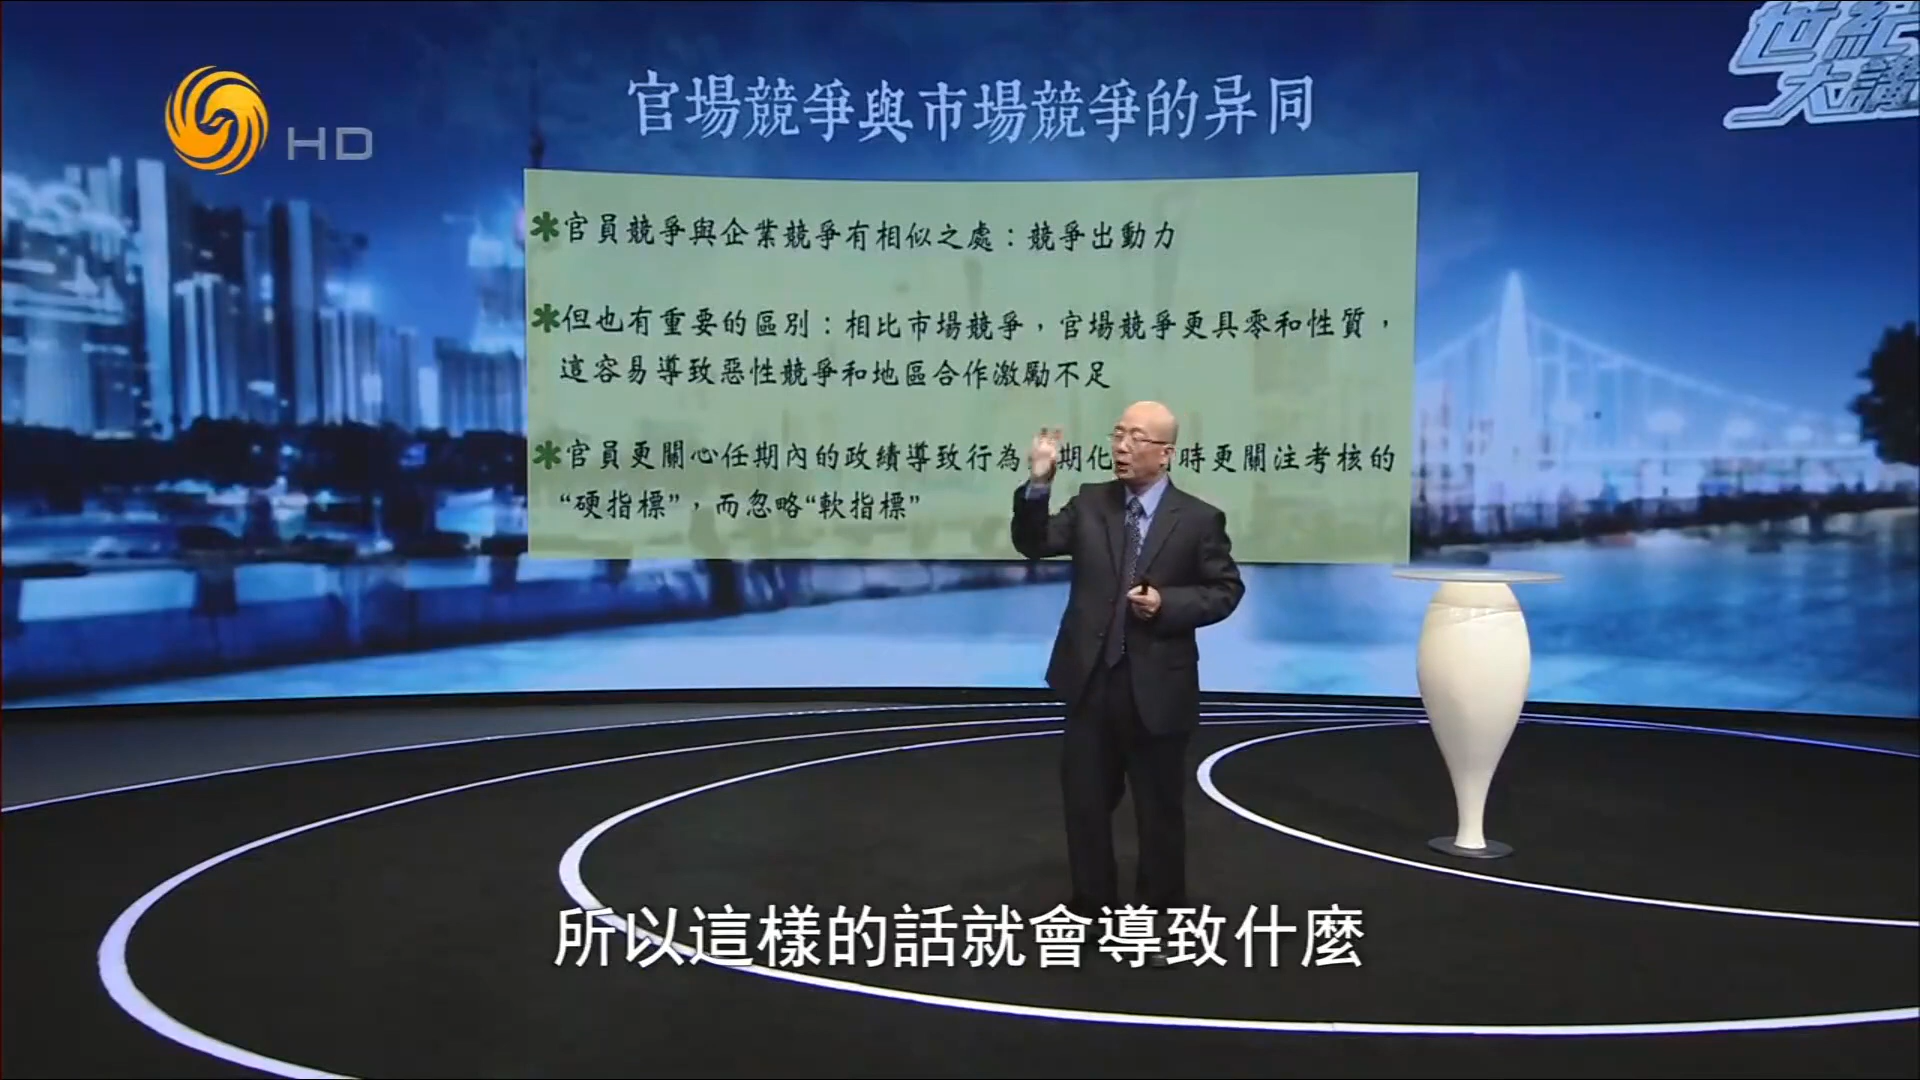 世紀
大講
HD
官場競爭與市場競爭的异同
✱官員競爭與企業競爭有相似之處：競爭出動力
✱但也有重要的區別：相比市場競爭，官場競爭更具零和性質，
這容易導致惡性競爭和地區合作激勵不足
✱官員更關心任期內的政績導致行為 期化 時更關注考核的
“硬指標”，而忽略“軟指標”
所以這樣的話就會導致什麼